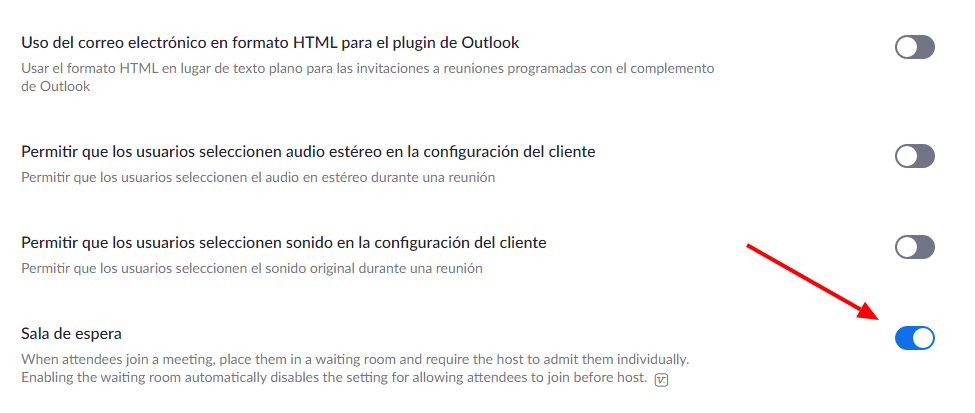 Uso del correo electrónico en formato HTML para el plugin de Outlook
Usar el formato HTML en lugar de texto plano para las invitaciones a reuniones programadas con el complemento
de Outlook
Permitir que los usuarios seleccionen audio estéreo en la configuración del cliente
Permitir que los usuarios seleccionen el audio en estéreo durante una reunión
Permitir que los usuarios seleccionen sonido en la configuración del cliente
Permitir que los usuarios seleccionen el sonido original durante una reunión
Sala de espera
When attendees join a meeting, place them in a waiting room and require the host to admit them individually.
Enabling the waiting room automatically disables the setting for allowing attendees to join before host.